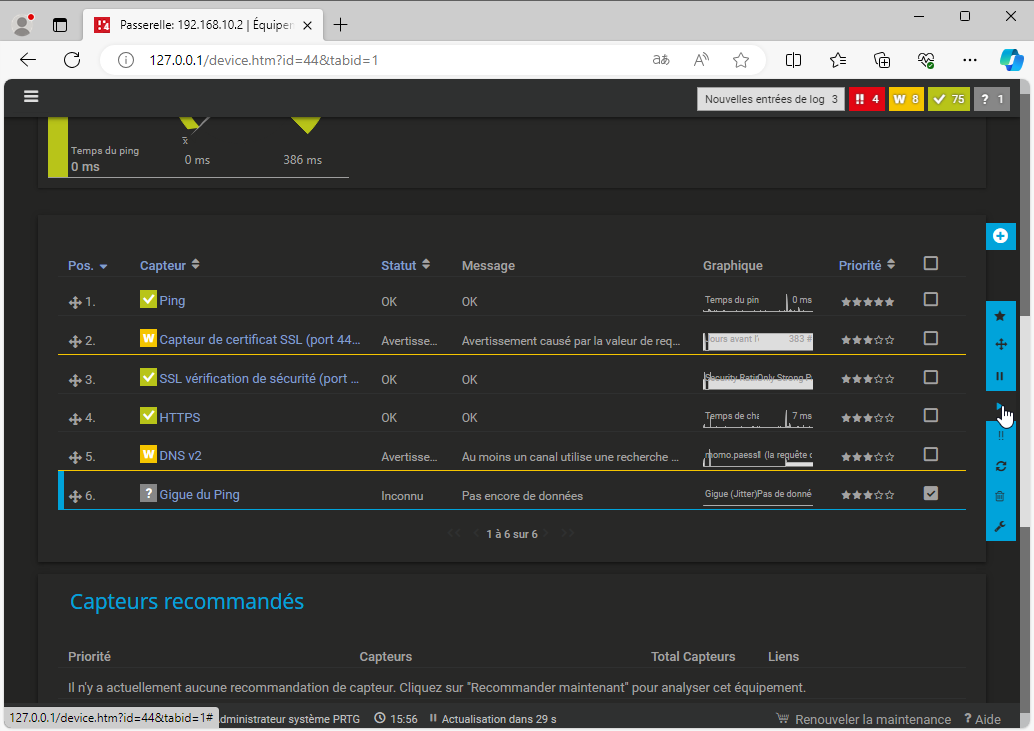 Passerelle: 192.168.10.2 | Équipem
127.0.0.1/device.htm?id=44&tabid=1
Nouvelles entrées de log 3
!! 4
W 8
75
? 1
Temps du ping
0 ms
x̄
0 ms
386 ms
Pos. Capteur Statut Message Graphique Priorité
1. Ping OK OK Temps du pin 0 ms
2. W Capteur de certificat SSL (port 44... Avertisse... Avertissement causé par la valeur de req... jours avant l' 383 #
3. SSL vérification de sécurité (port ... OK OK Security Ratin Only Strong P
4. HTTPS OK OK Temps de cha 7 ms
5. W DNS v2 Avertisse... Au moins un canal utilise une recherche ... momo.paessl (la requête c
6. ? Gigue du Ping Inconnu Pas encore de données Gigue (Jitter) Pas de donné
<< < 1 à 6 sur 6 > >>
Capteurs recommandés
Priorité Capteurs Total Capteurs Liens
Il n'y a actuellement aucune recommandation de capteur. Cliquez sur "Recommander maintenant" pour analyser cet équipement.
127.0.0.1/device.htm?id=44&tabid=1#
dministrateur système PRTG 15:56 Actualisation dans 29 s Renouveler la maintenance ? Aide